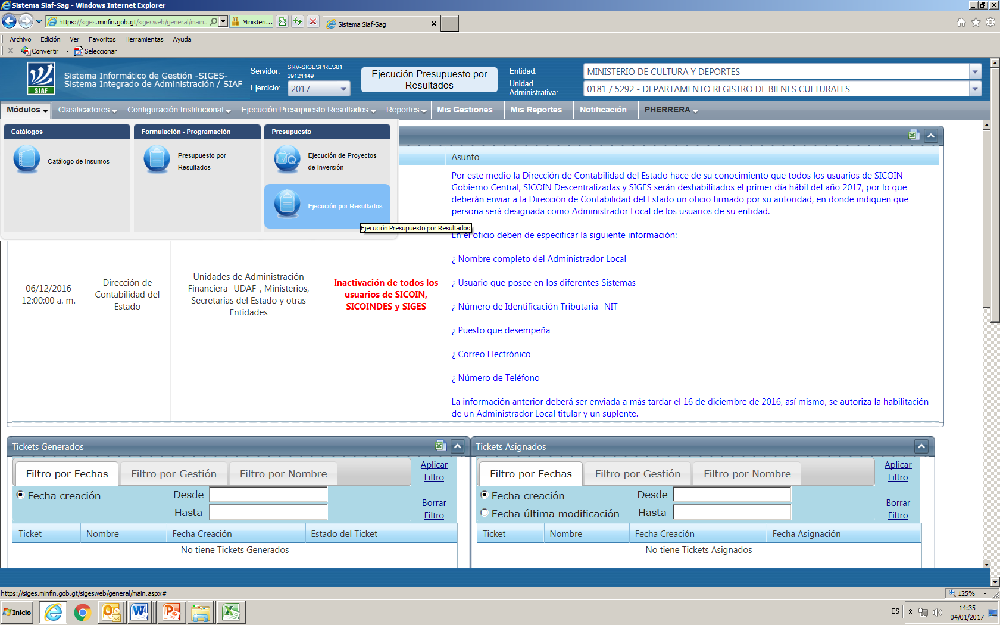 Sistema Siaf-Sag - Windows Internet Explorer
https://siges.minfin.gob.gt/sigesweb/general/main.
Ministeri...
Sistema Siaf-Sag
Archivo Edición Ver Favoritos Herramientas Ayuda
Convertir Seleccionar
SIAF
Sistema Informático de Gestión -SIGES-
Sistema Integrado de Administración / SIAF
Servidor:
SRV-SIGESPRES01
29121149
Ejercicio:
2017
Ejecución Presupuesto por
Resultados
Entidad:
MINISTERIO DE CULTURA Y DEPORTES
Unidad
Administrativa:
0181 / 5292 - DEPARTAMENTO REGISTRO DE BIENES CULTURALES
Módulos Clasificadores Configuración Institucional Ejecución Presupuesto Resultados Reportes Mis Gestiones Mis Reportes Notificación PHERRERA
Catálogos
Catálogo de Insumos
Formulación - Programación
Presupuesto por
Resultados
Presupuesto
Ejecución de Proyectos
de Inversión
Ejecución por Resultados
Ejecución Presupuesto por Resultados
Asunto
06/12/2016
12:00:00 a. m.
Dirección de
Contabilidad del
Estado
Unidades de Administración
Financiera -UDAF-, Ministerios,
Secretarias del Estado y otras
Entidades
Inactivación de todos los
usuarios de SICOIN,
SICOINDES y SIGES
Por este medio la Dirección de Contabilidad del Estado hace de su conocimiento que todos los usuarios de SICOIN
Gobierno Central, SICOIN Descentralizadas y SIGES serán deshabilitados el primer día hábil del año 2017, por lo que
deberán enviar a la Dirección de Contabilidad del Estado un oficio firmado por su autoridad, en donde indiquen que
persona será designada como Administrador Local de los usuarios de su entidad.
En el oficio deben de especificar la siguiente información:
¿ Nombre completo del Administrador Local
¿ Usuario que posee en los diferentes Sistemas
¿ Número de Identificación Tributaria -NIT-
¿ Puesto que desempeña
¿ Correo Electrónico
¿ Número de Teléfono
La información anterior deberá ser enviada a más tardar el 16 de diciembre de 2016, así mismo, se autoriza la habilitación
de un Administrador Local titular y un suplente.
Tickets Generados
Filtro por Fechas Filtro por Gestión Filtro por Nombre
Aplicar
Filtro
Fecha creación
Desde
Hasta
Borrar
Filtro
Ticket Nombre Fecha Creación Estado del Ticket
No tiene Tickets Generados
Tickets Asignados
Filtro por Fechas Filtro por Gestión Filtro por Nombre
Aplicar
Filtro
Fecha creación
Desde
Fecha última modificación
Hasta
Borrar
Filtro
Ticket Nombre Fecha Creación Fecha Asignación
No tiene Tickets Asignados
https://siges.minfin.gob.gt/sigesweb/general/main.aspx#
125%
Inicio
ES
14:35
04/01/2017